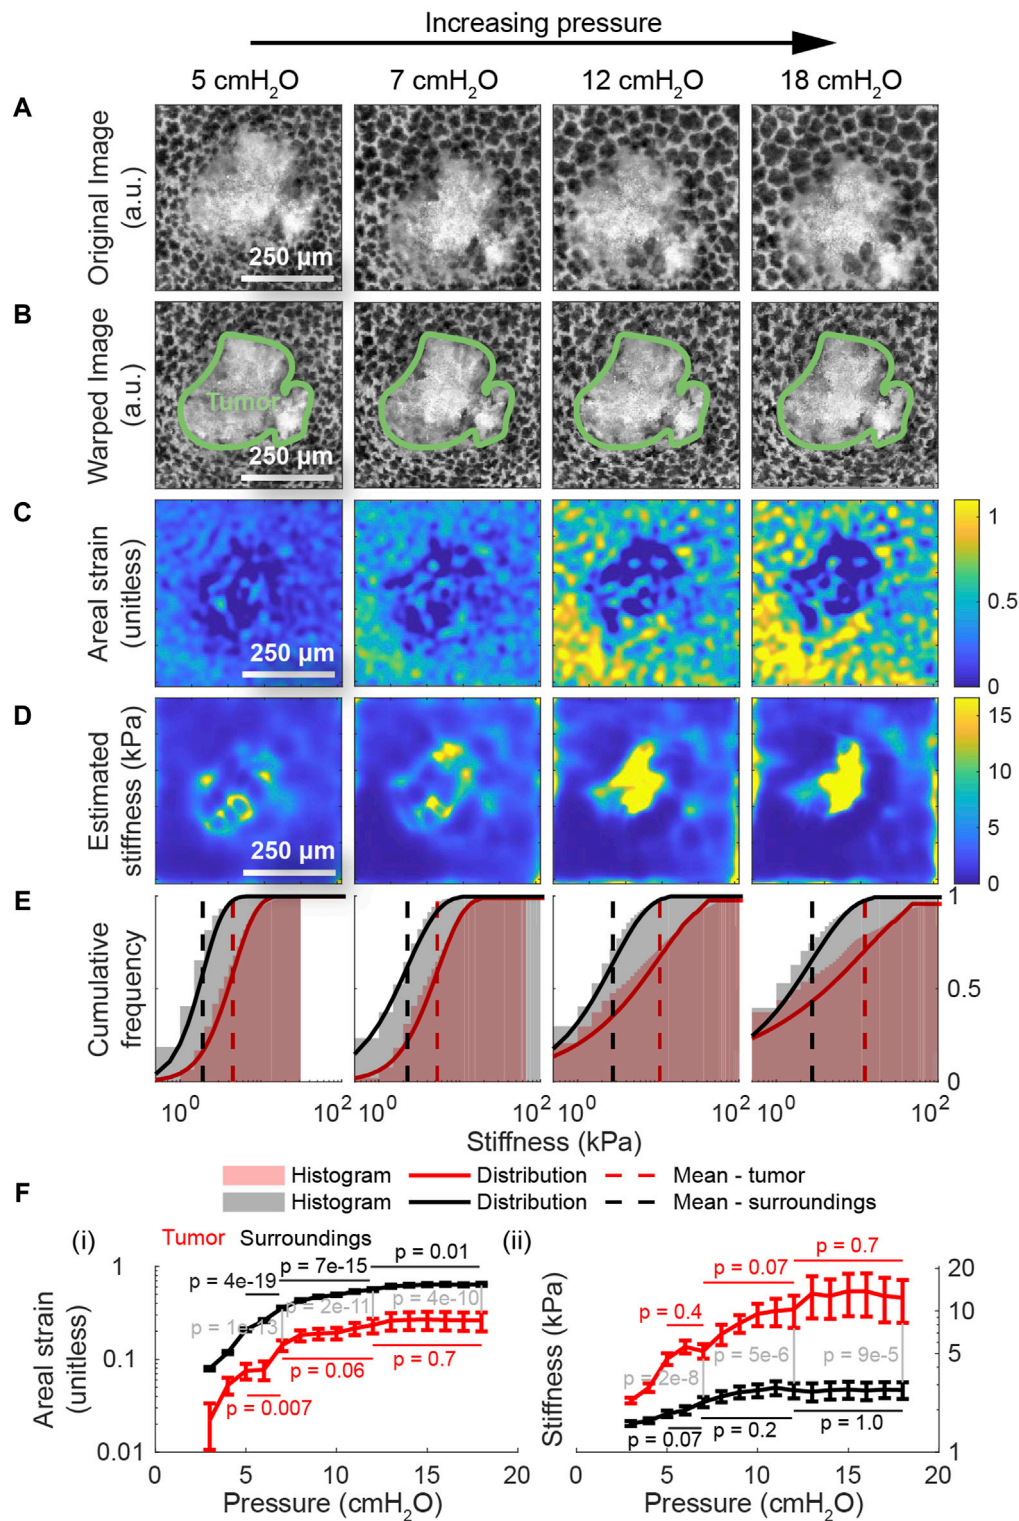 Increasing pressure
5 cmH2O 7 cmH2O 12 cmH2O 18 cmH2O
A
Original Image
(a.u.)
250 µm
B
Warped Image
(a.u.)
Tumor
250 µm
C
Areal strain
(unitless)
250 µm
1
0.5
0
D
Estimated
stiffness (kPa)
250 µm
15
10
5
0
E
Cumulative
frequency
1
0.5
0
10^0 10^2 10^0 10^2 10^0 10^2 10^0 10^2
Stiffness (kPa)
Histogram Distribution Mean - tumor
Histogram Distribution Mean - surroundings
F
(i)
Tumor Surroundings
p = 4e-19
p = 7e-15
p = 0.01
p = 1e-13
p = 2e-11
p = 4e-10
p = 0.007
p = 0.06
p = 0.7
Areal strain
(unitless)
1
0.1
0.01
0 5 10 15 20
Pressure (cmH2O)
(ii)
p = 0.4
p = 0.07
p = 0.7
p = 2e-8
p = 5e-6
p = 9e-5
p = 0.07
p = 0.2
p = 1.0
Stiffness (kPa)
20
10
5
1
0 5 10 15 20
Pressure (cmH2O)